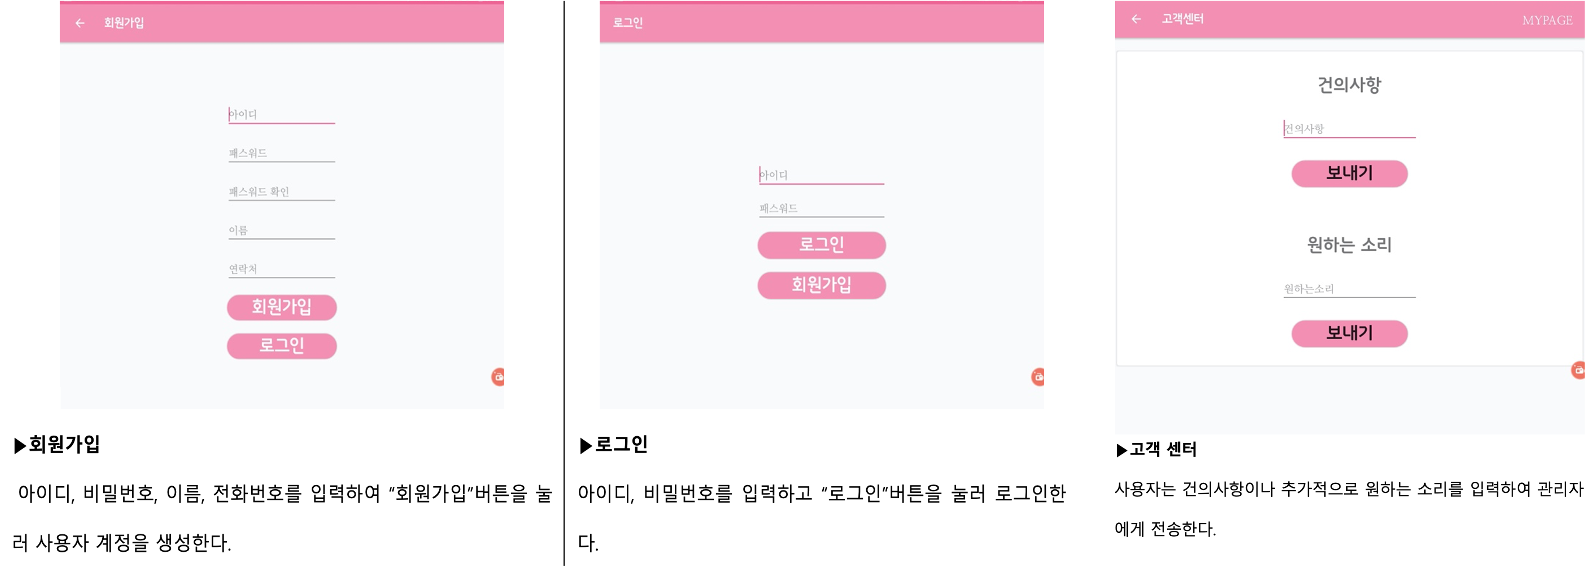 회원가입
아이디
패스워드
패스워드 확인
이름
연락처
회원가입
로그인
▶회원가입
아이디, 비밀번호, 이름, 전화번호를 입력하여 “회원가입”버튼을 눌
러 사용자 계정을 생성한다.
로그인
아이디
패스워드
로그인
회원가입
▶로그인
아이디, 비밀번호를 입력하고 “로그인”버튼을 눌러 로그인한
다.
고객센터 MYPAGE
건의사항
건의사항
보내기
원하는 소리
원하는소리
보내기
▶고객 센터
사용자는 건의사항이나 추가적으로 원하는 소리를 입력하여 관리자
에게 전송한다.